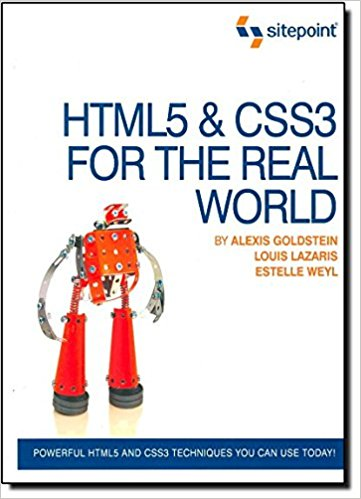 sitepoint®
HTML5 & CSS3
FOR THE REAL
WORLD
BY ALEXIS GOLDSTEIN
LOUIS LAZARIS
ESTELLE WEYL
POWERFUL HTML5 AND CSS3 TECHNIQUES YOU CAN USE TODAY!